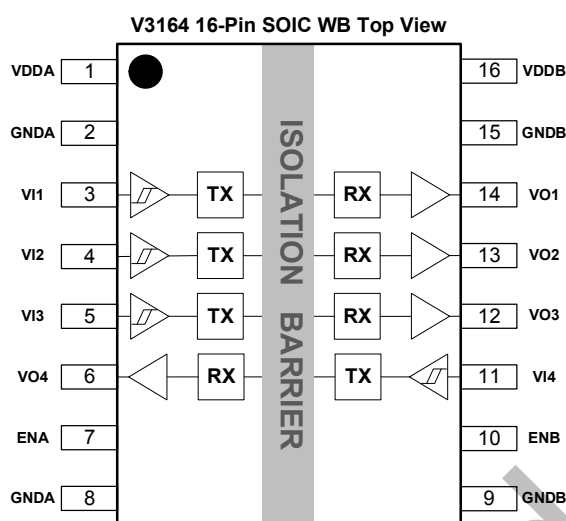 V3164 16-Pin SOIC WB Top View
VDDA 1 16 VDDB
GNDA 2 15 GNDB
VI1 3 TX RX 14 VO1
VI2 4 TX RX 13 VO2
VI3 5 TX RX 12 VO3
VO4 6 RX TX 11 VI4
ENA 7 10 ENB
GNDA 8 9 GNDB
ISOLATION BARRIER